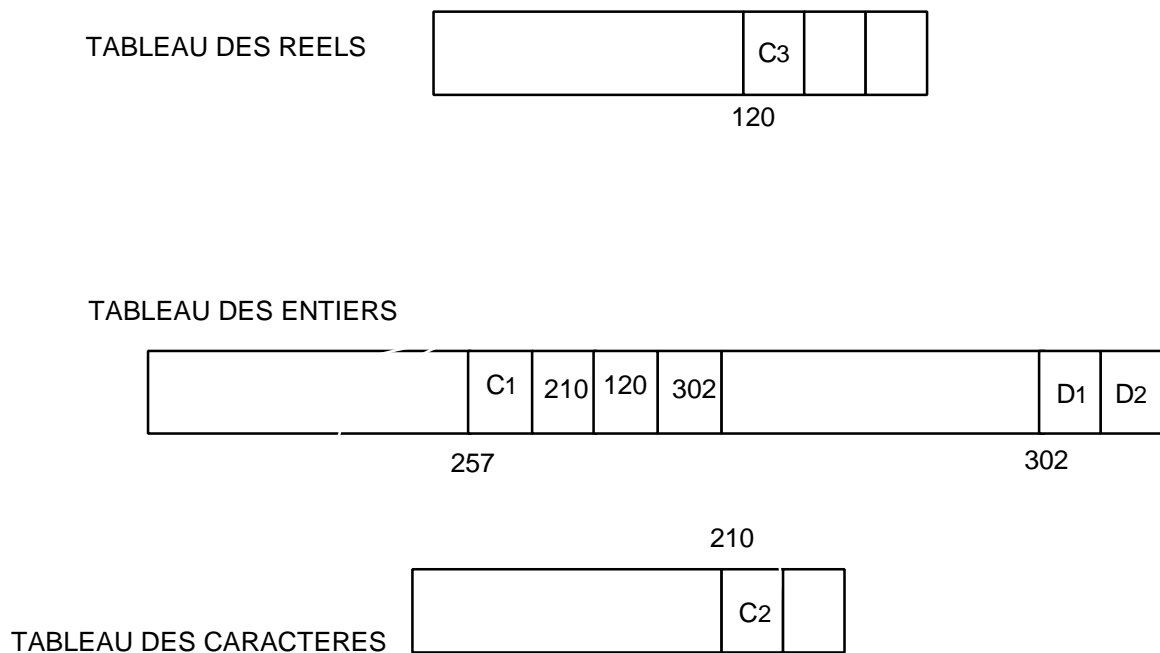 TABLEAU DES REELS
C3
120
TABLEAU DES ENTIERS
C1 210 120 302 D1 D2
257 302
210
C2
TABLEAU DES CARACTERES